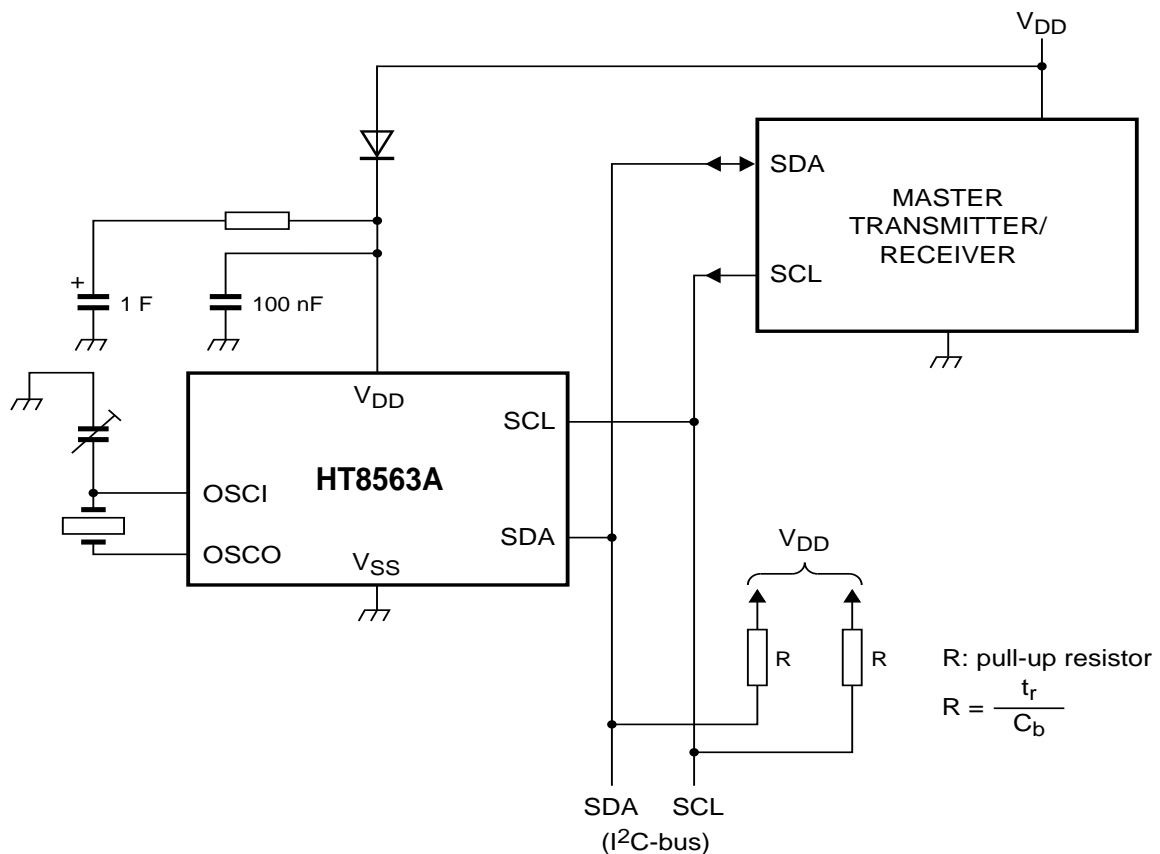 VDD
SDA
MASTER
TRANSMITTER/
RECEIVER
SCL
+
1 F
100 nF
VDD
SCL
HT8563A
OSCI
SDA
OSCO
VSS
VDD
R
R
R: pull-up resistor
R = tr / Cb
SDA
SCL
(I²C-bus)